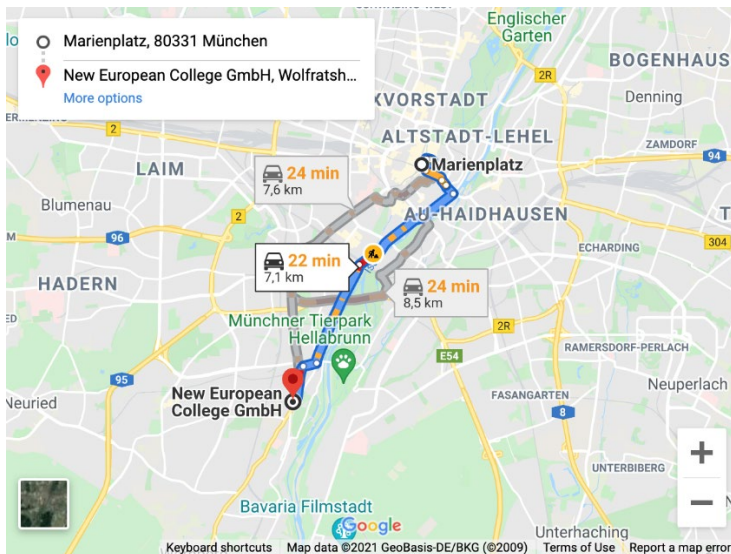 Marienplatz, 80331 München
New European College GmbH, Wolfratsh...
More options
Englischer
Garten
2R
BOGENHAUS
Denning
XVORSTADT
ALTSTADT-LEHEL
ZAMDORF
94
2
LAIM
24 min
7,6 km
Marienplatz
Blumenau
2
AU-HAIDHAUSEN
M
96
304
ECHARDING
22 min
7,1 km
24 min
8,5 km
HADERN
Münchner Tierpark
Hellabrunn
2R
E54
RAMERSDORF-PERLACH
95
New European
College GmbH
Neuried
Neuperlach
FASANGARTEN
8
UNTERBIBERG
Bavaria Filmstadt
Google
Unterhaching
+
−
Keyboard shortcuts Map data ©2021 GeoBasis-DE/BKG (©2009) Terms of Use Report a map error